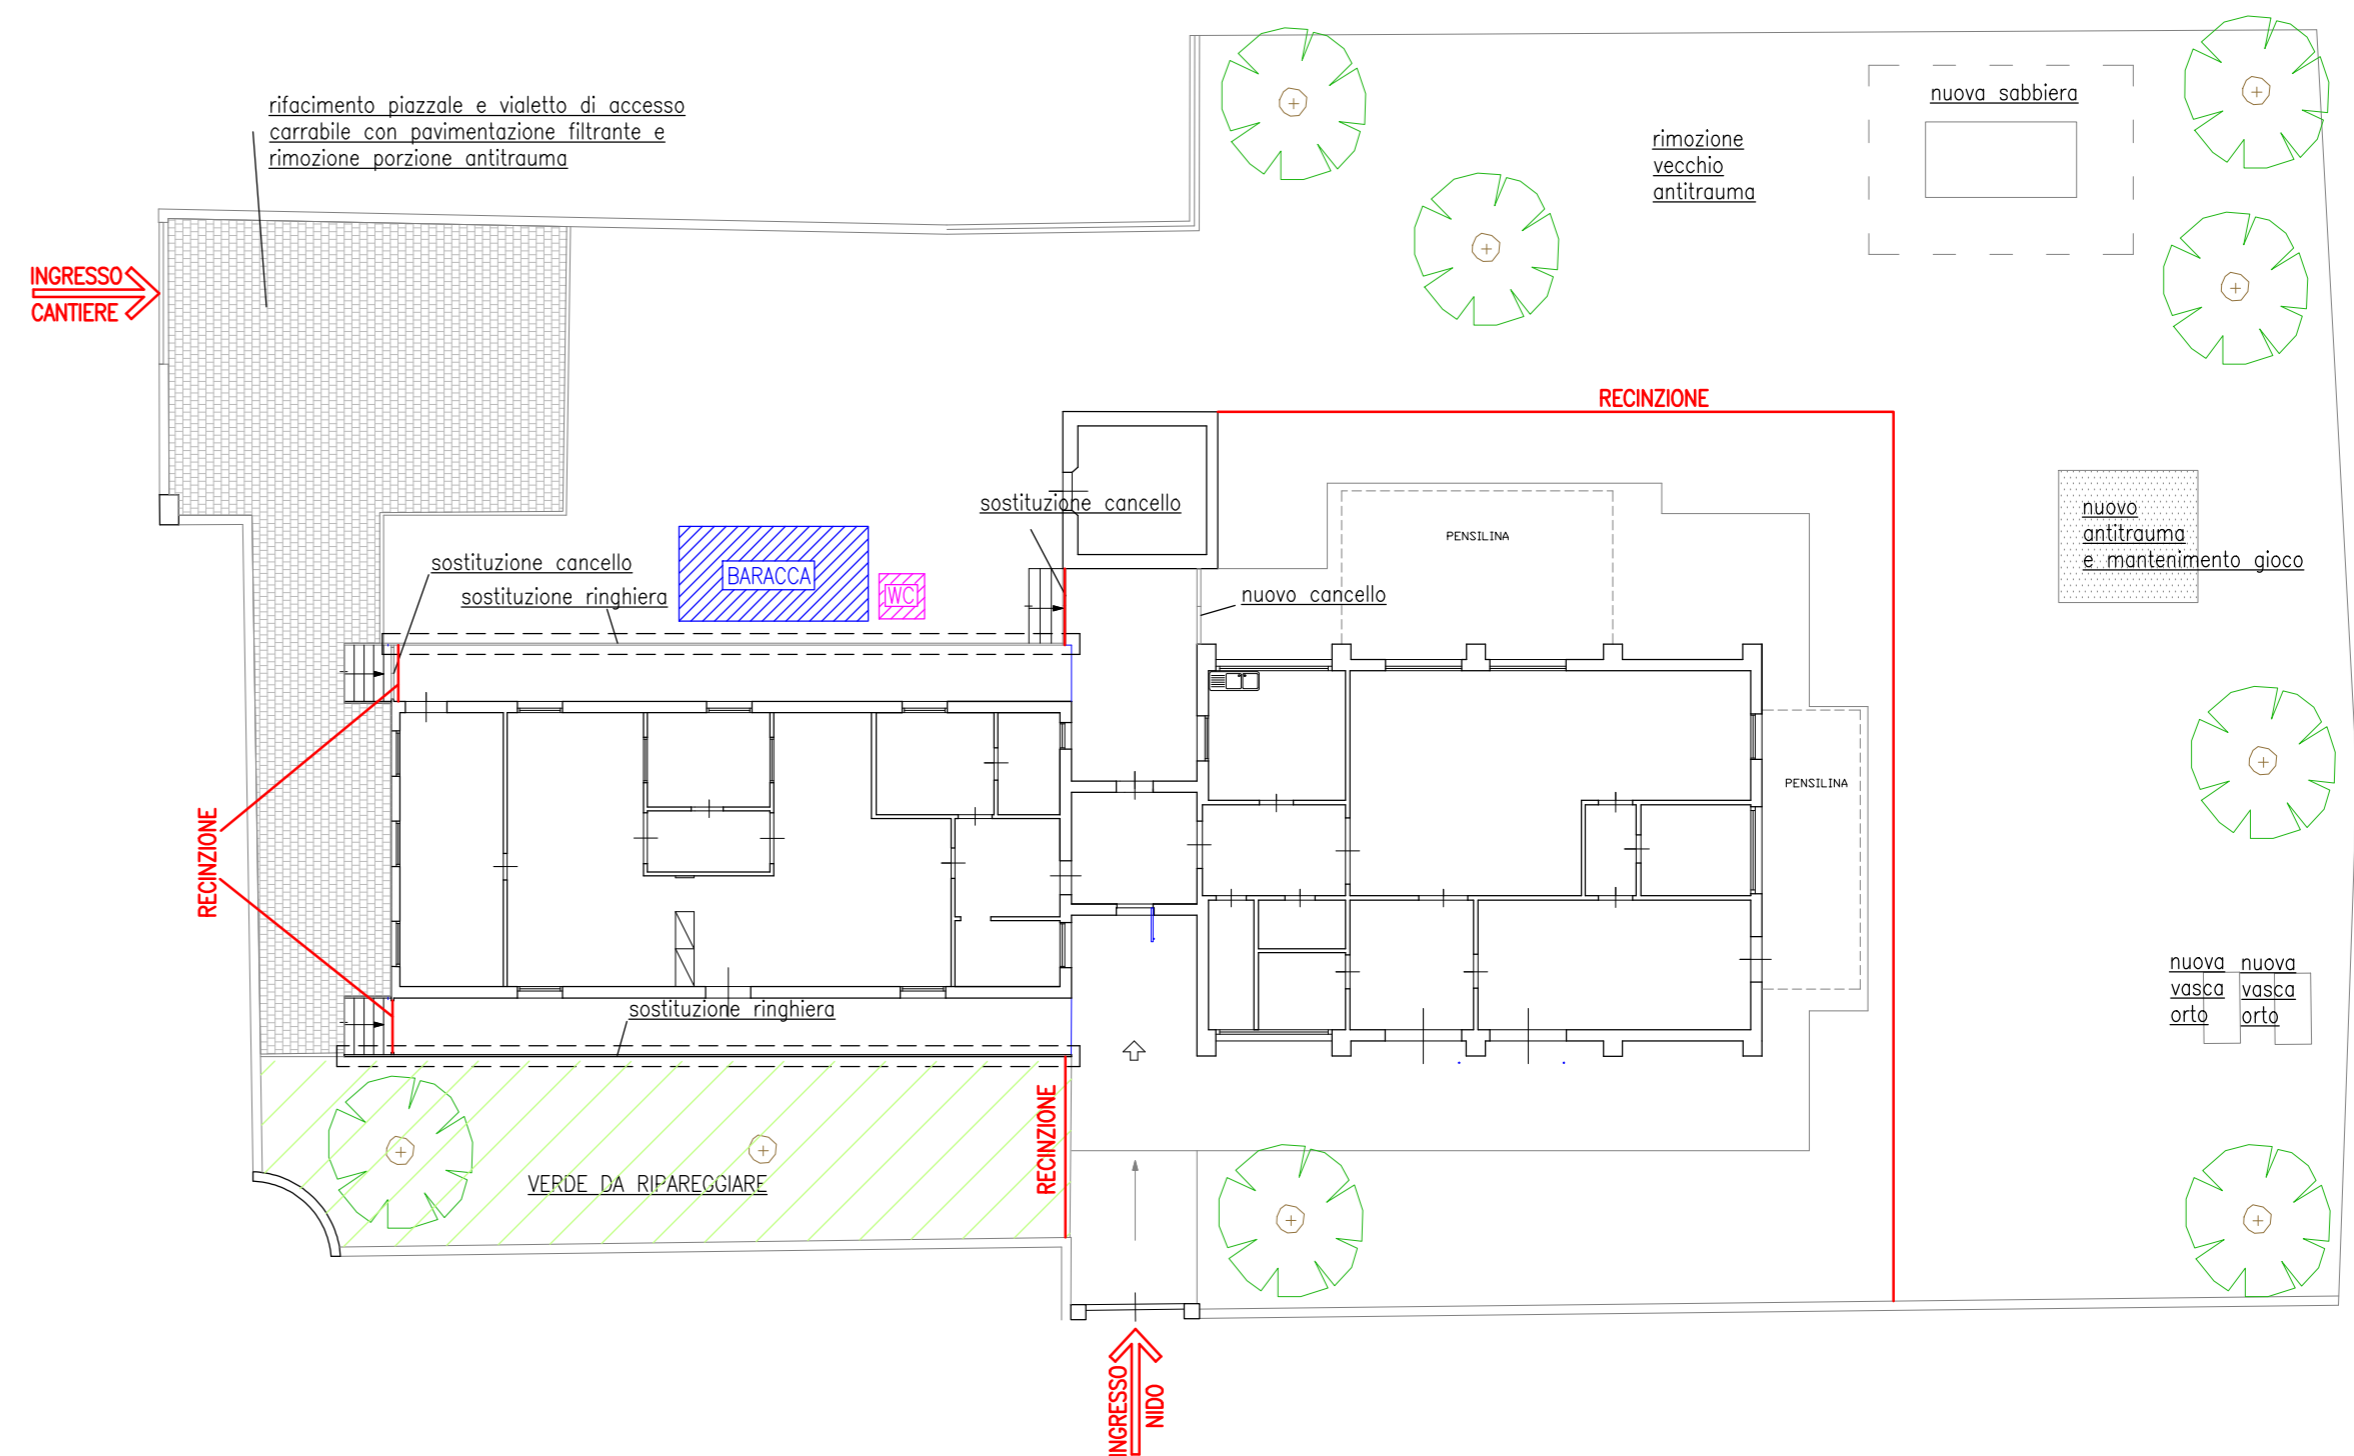 rifacimento piazzale e vialetto di accesso
carrabile con pavimentazione filtrante e
rimozione porzione antitrauma
nuova sabbiera
rimozione
vecchio
antitrauma
INGRESSO
CANTIERE
RECINZIONE
sostituzione cancello
PENSILINA
nuovo
antitrauma
e mantenimento gioco
sostituzione cancello
BARACCA
WC
sostituzione ringhiera
nuovo cancello
PENSILINA
RECINZIONE
nuova
vasca
orto
nuova
vasca
orto
sostituzione ringhiera
RECINZIONE
VERDE DA RIPAREGGIARE
INGRESSO
NIDO